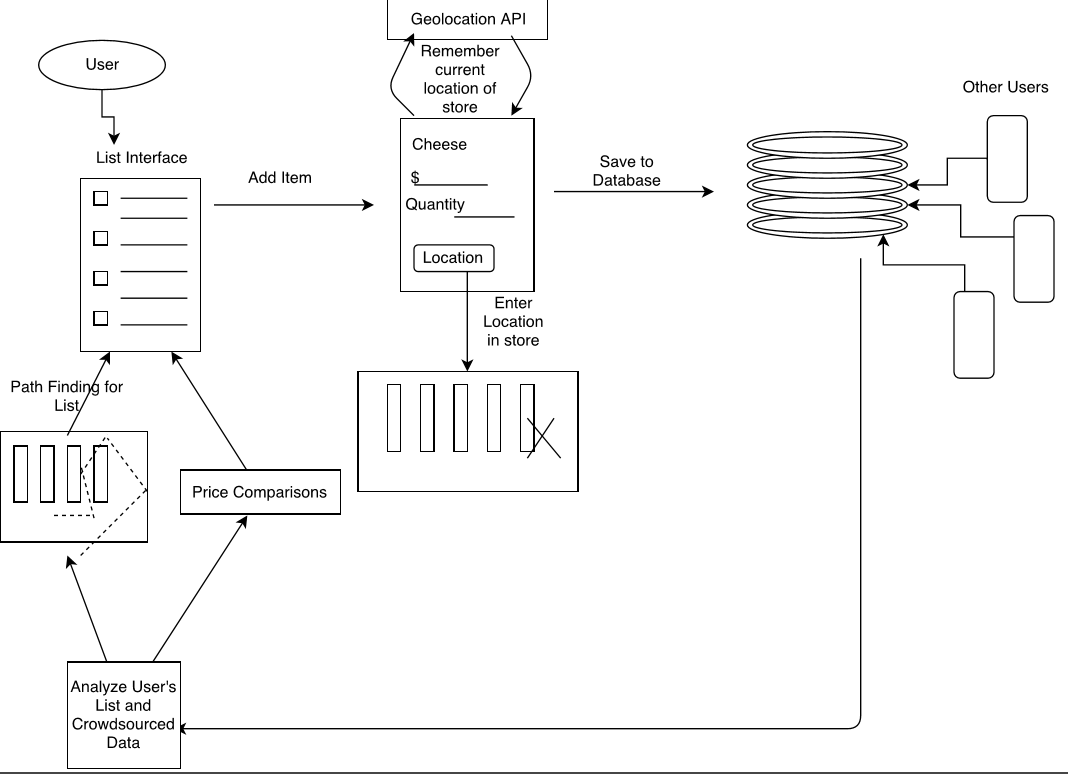 Geolocation API
User
Remember
current
location of
store
Other Users
List Interface
Cheese
Add Item
$
Quantity
Save to
Database
Location
Enter
Location
in store
Path Finding for
List
Price Comparisons
Analyze User's
List and
Crowdsourced
Data